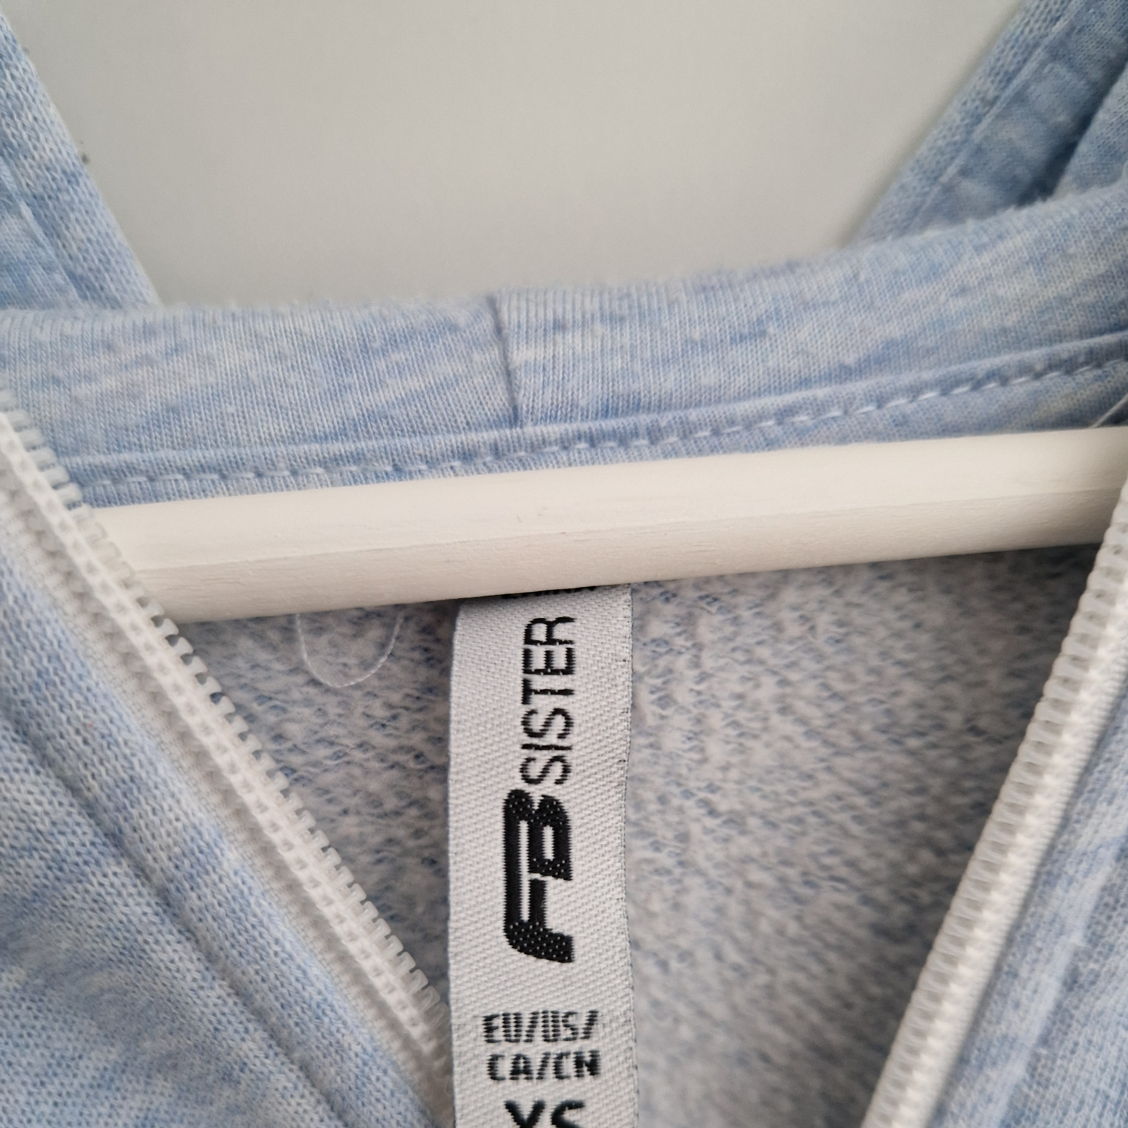 FB SISTER
EU/US/
CA/CN
XS